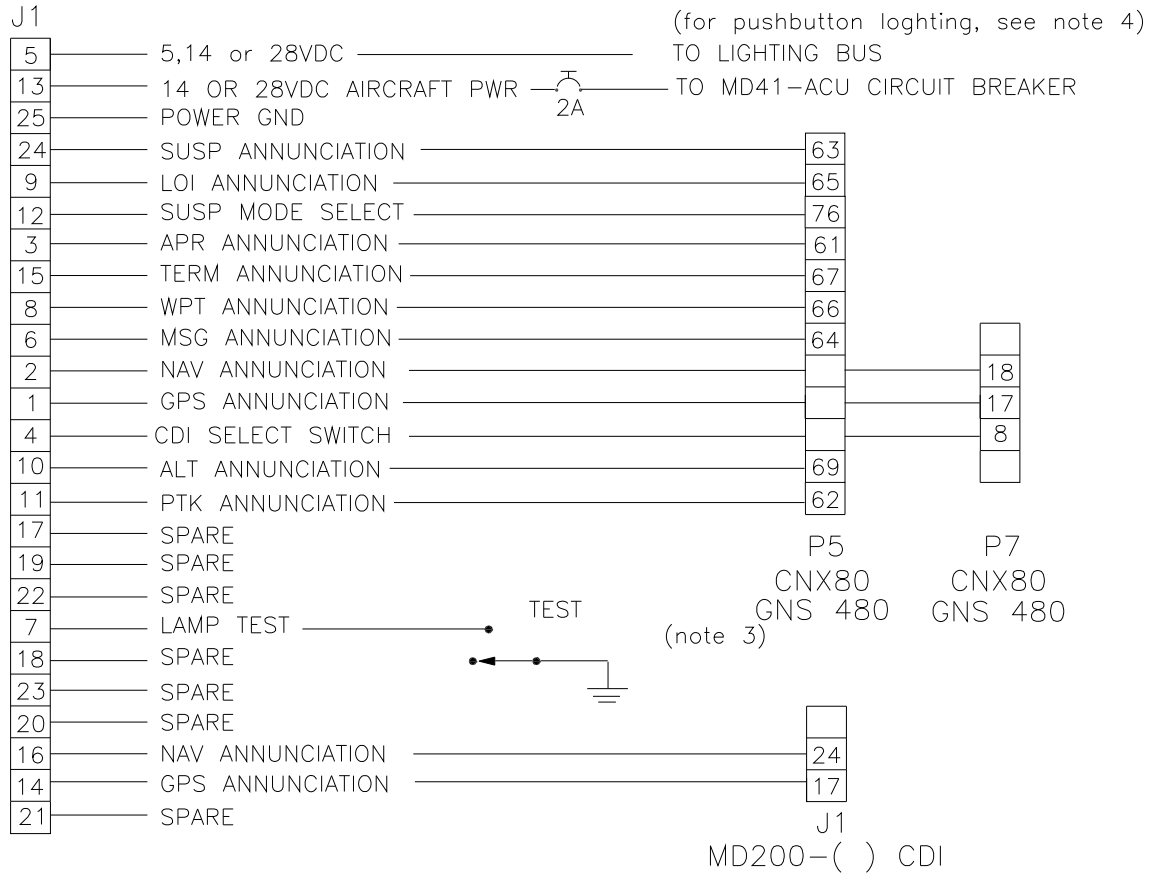 J1
(for pushbutton loghting, see note 4)
5 5,14 or 28VDC TO LIGHTING BUS
13 14 OR 28VDC AIRCRAFT PWR 2A TO MD41-ACU CIRCUIT BREAKER
25 POWER GND
24 SUSP ANNUNCIATION 63
9 LOI ANNUNCIATION 65
12 SUSP MODE SELECT 76
3 APR ANNUNCIATION 61
15 TERM ANNUNCIATION 67
8 WPT ANNUNCIATION 66
6 MSG ANNUNCIATION 64
2 NAV ANNUNCIATION 18
1 GPS ANNUNCIATION 17
4 CDI SELECT SWITCH 8
10 ALT ANNUNCIATION 69
11 PTK ANNUNCIATION 62
17 SPARE
19 SPARE
22 SPARE
7 LAMP TEST TEST
(note 3)
18 SPARE
23 SPARE
20 SPARE
16 NAV ANNUNCIATION 24
14 GPS ANNUNCIATION 17
21 SPARE
P5
CNX80
GNS 480
P7
CNX80
GNS 480
J1
MD200-( ) CDI